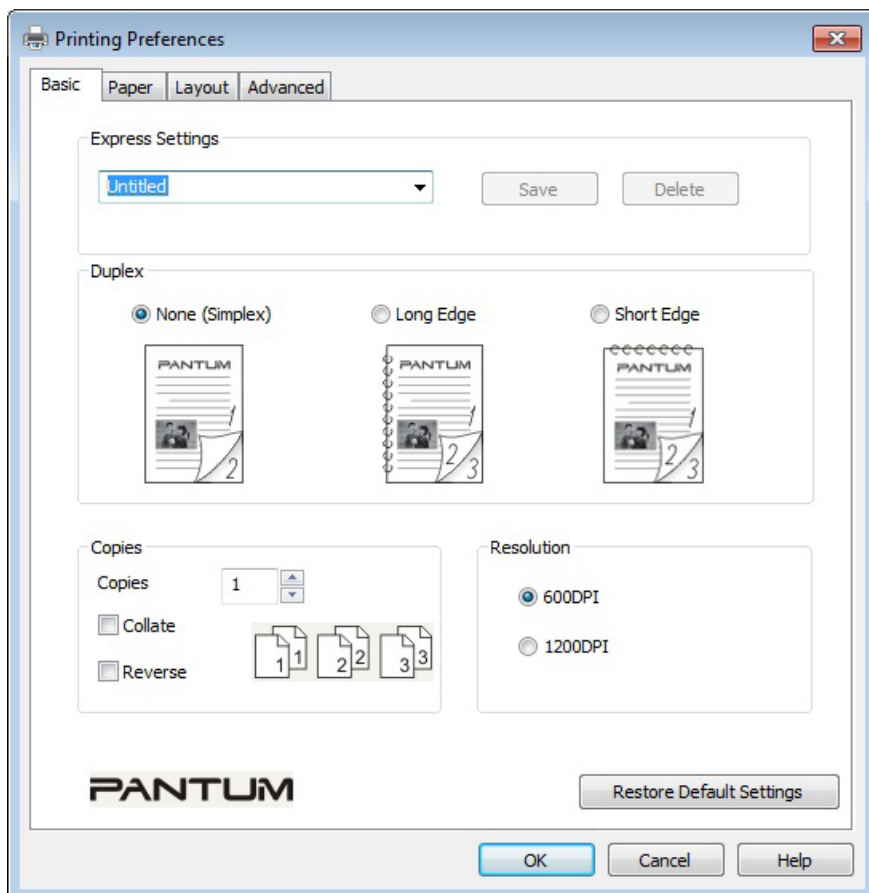 Printing Preferences
Basic Paper Layout Advanced
Express Settings
Untitled Save Delete
Duplex
None (Simplex) Long Edge Short Edge
PANTUM PANTUM PANTUM
1 1 1
2 2 3 2 3
Copies Resolution
Copies 1 600DPI
Collate
1 1 2 2 3 3 1200DPI
Reverse
PANTUM Restore Default Settings
OK Cancel Help